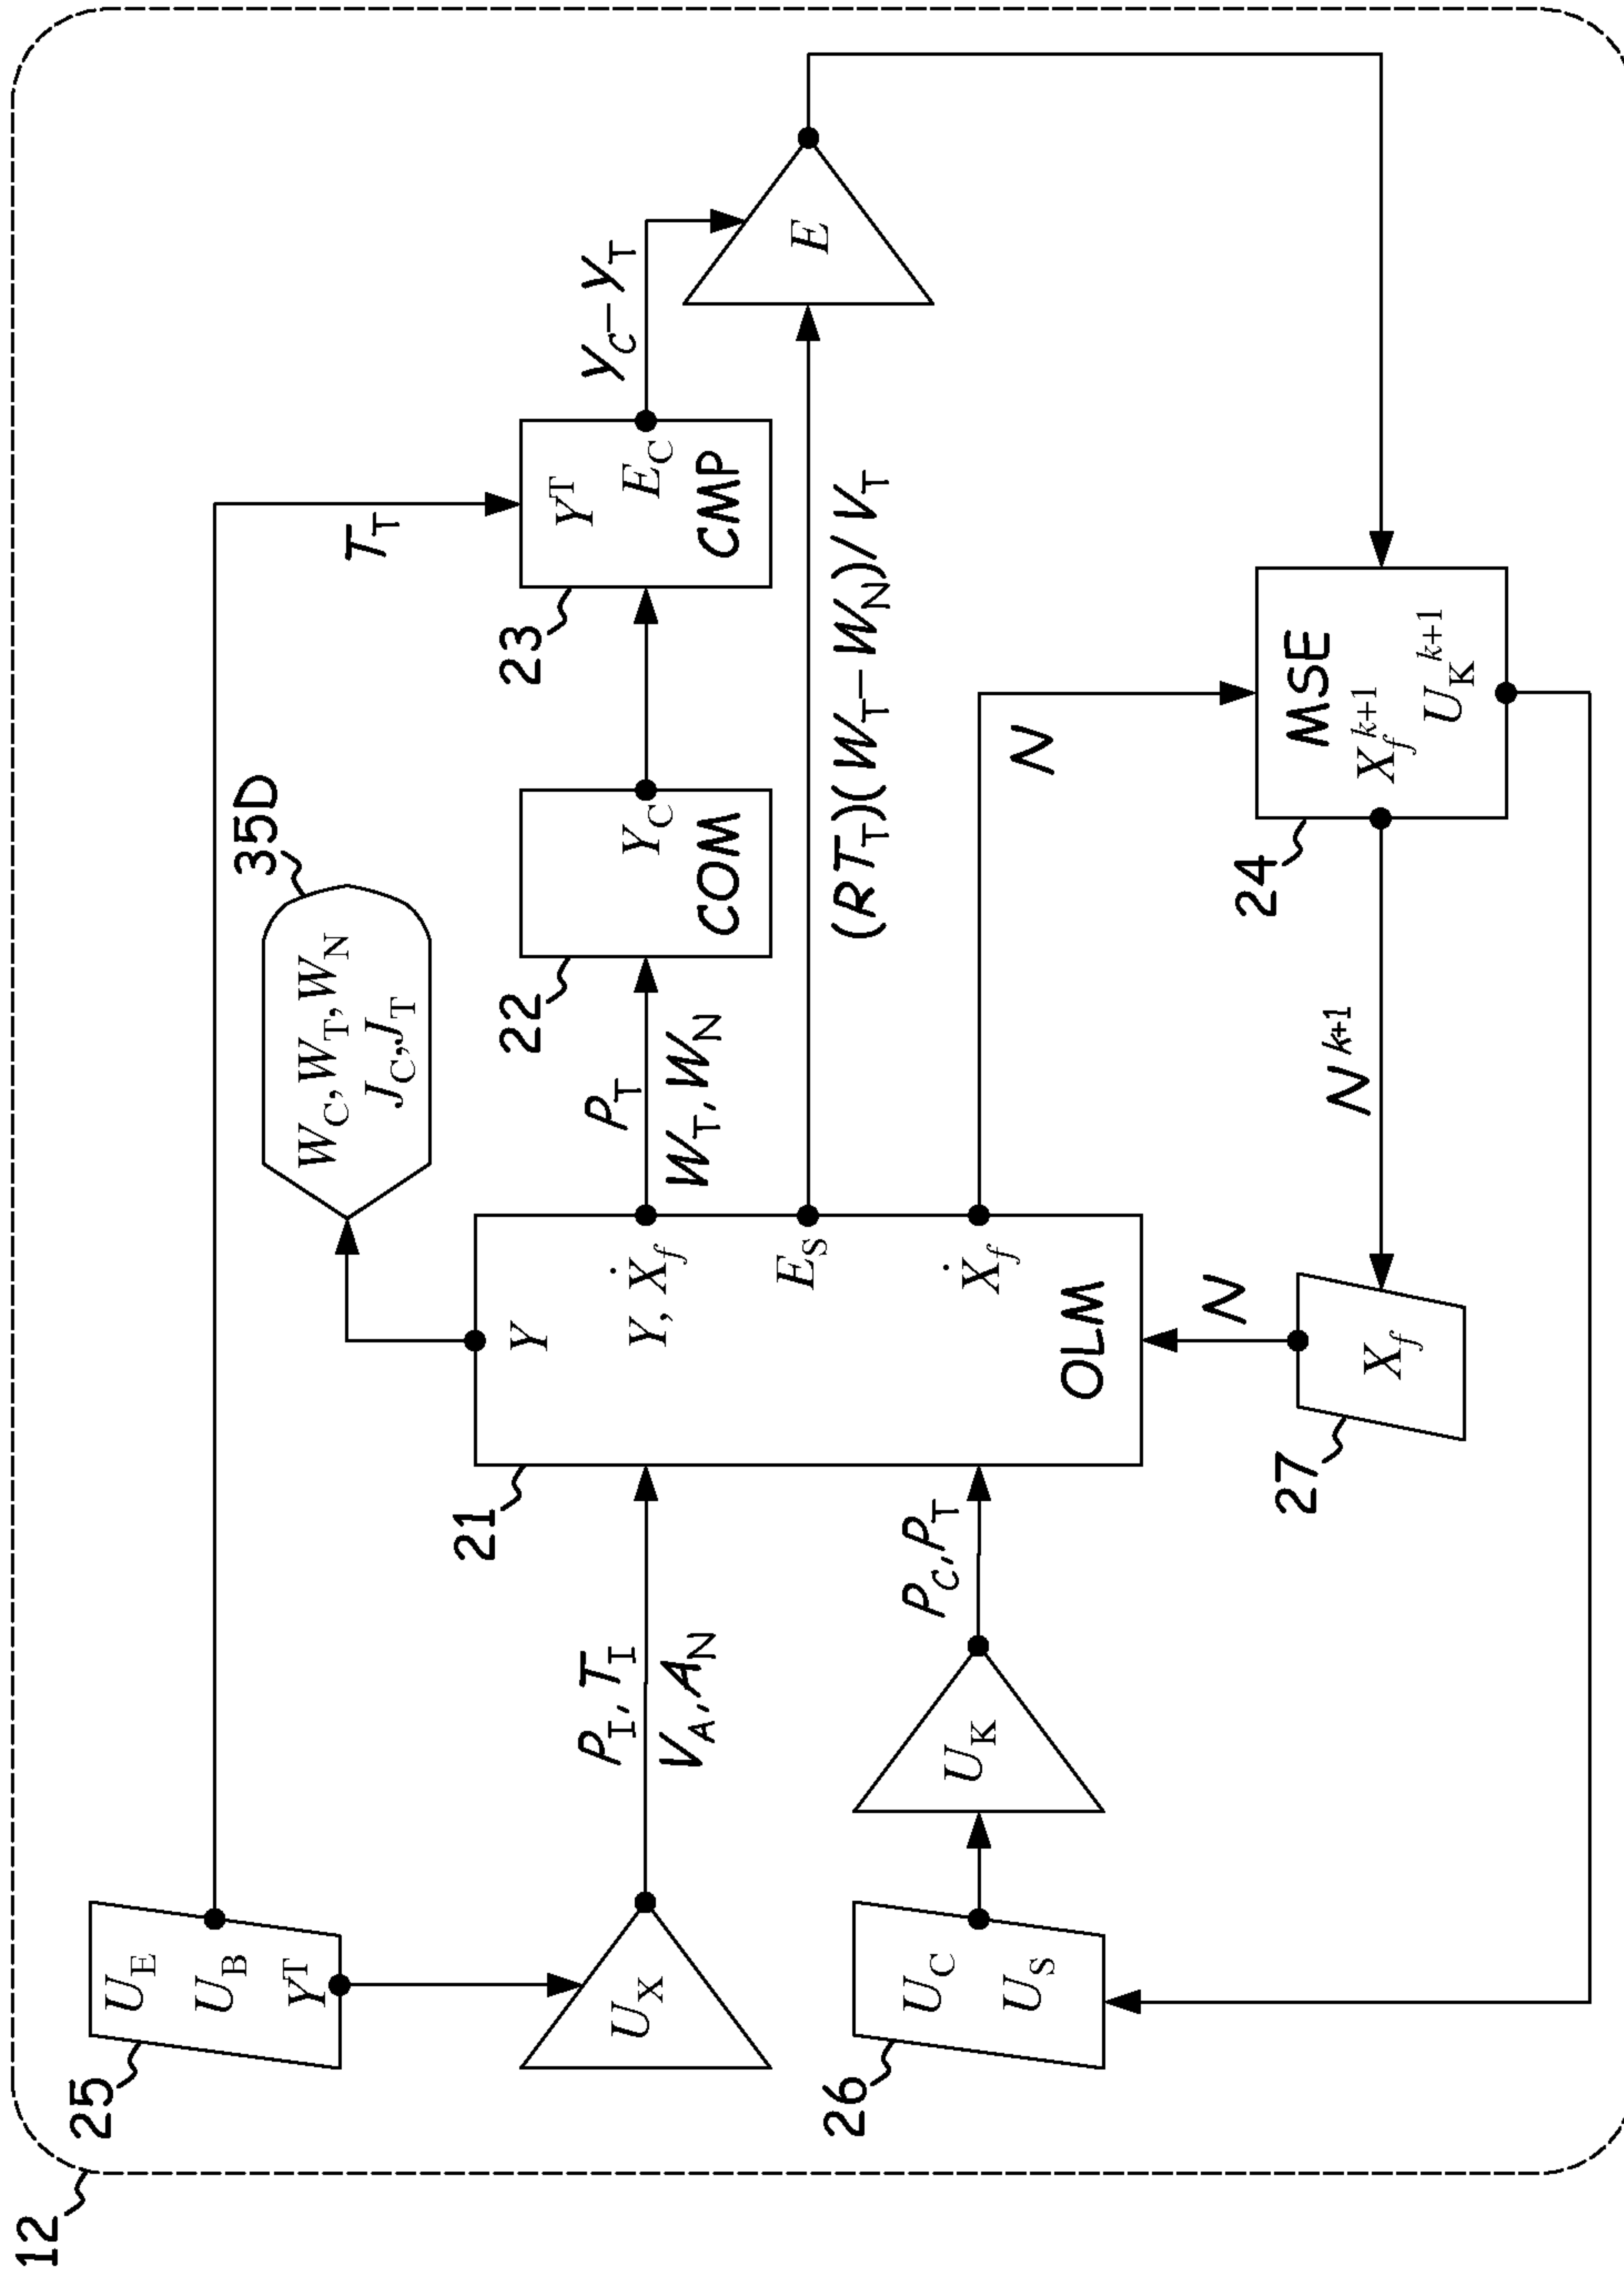 12
25
U_E
U_B
Y^T
T_T
35D
W_C, W_T, W_N
J_C, J_T
U_X
P_I, T_I
V_A, A_N
21
Y
Y, Ẋ_f
E_S
Ẋ_f
OLM
P_T
W_T, W_N
22
Y_C
COM
23
Y^T
E_C
CMP
Y_C-Y_T
E
(RT_T)(W_T-W_N)/V_T
26
U_C
U_S
U_K
P_C, P_T
N
27
X_f
N
N^k+1
24
MSE
X_f^k+1
U_K^k+1